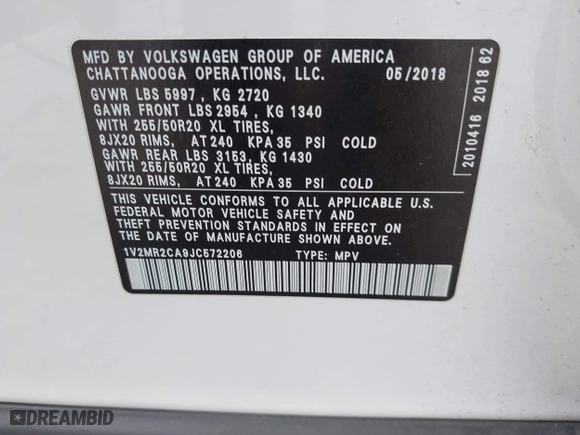 MFD BY VOLKSWAGEN GROUP OF AMERICA
CHATTANOOGA OPERATIONS, LLC. 05/2018
GVWR LBS 5997 , KG 2720
GAWR FRONT LBS 2954 , KG 1340
WITH 255/50R20 XL TIRES,
8JX20 RIMS, AT 240 KPA 35 PSI COLD
GAWR REAR LBS 3153, KG 1430
WITH 255/50R20 XL TIRES,
8JX20 RIMS, AT 240 KPA 35 PSI COLD
THIS VEHICLE CONFORMS TO ALL APPLICABLE U.S.
FEDERAL MOTOR VEHICLE SAFETY AND
THEFT PREVENTION STANDARDS IN EFFECT ON
THE DATE OF MANUFACTURE SHOWN ABOVE.
1V2MR2CA9JC572206 TYPE: MPV
2010416 2018 62
DREAMBID